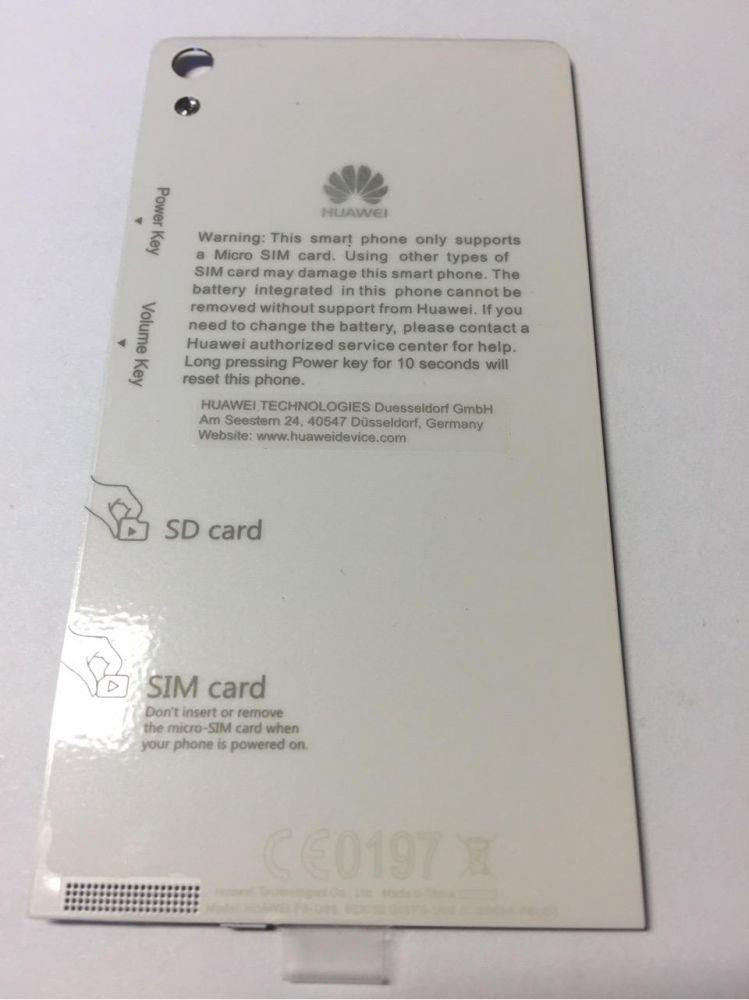 HUAWEI
Power Key
Volume Key
Warning: This smart phone only supports
a Micro SIM card. Using other types of
SIM card may damage this smart phone. The
battery integrated in this phone cannot be
removed without support from Huawei. If you
need to change the battery, please contact a
Huawei authorized service center for help.
Long pressing Power key for 10 seconds will
reset this phone.
HUAWEI TECHNOLOGIES Duesseldorf GmbH
Am Seestern 24, 40547 Düsseldorf, Germany
Website: www.huaweidevice.com
SD card
SIM card
Don't insert or remove
the micro-SIM card when
your phone is powered on.
CE0197
Huawei Technologies Co., Ltd. Made in China
Model: HUAWEI P6-U06